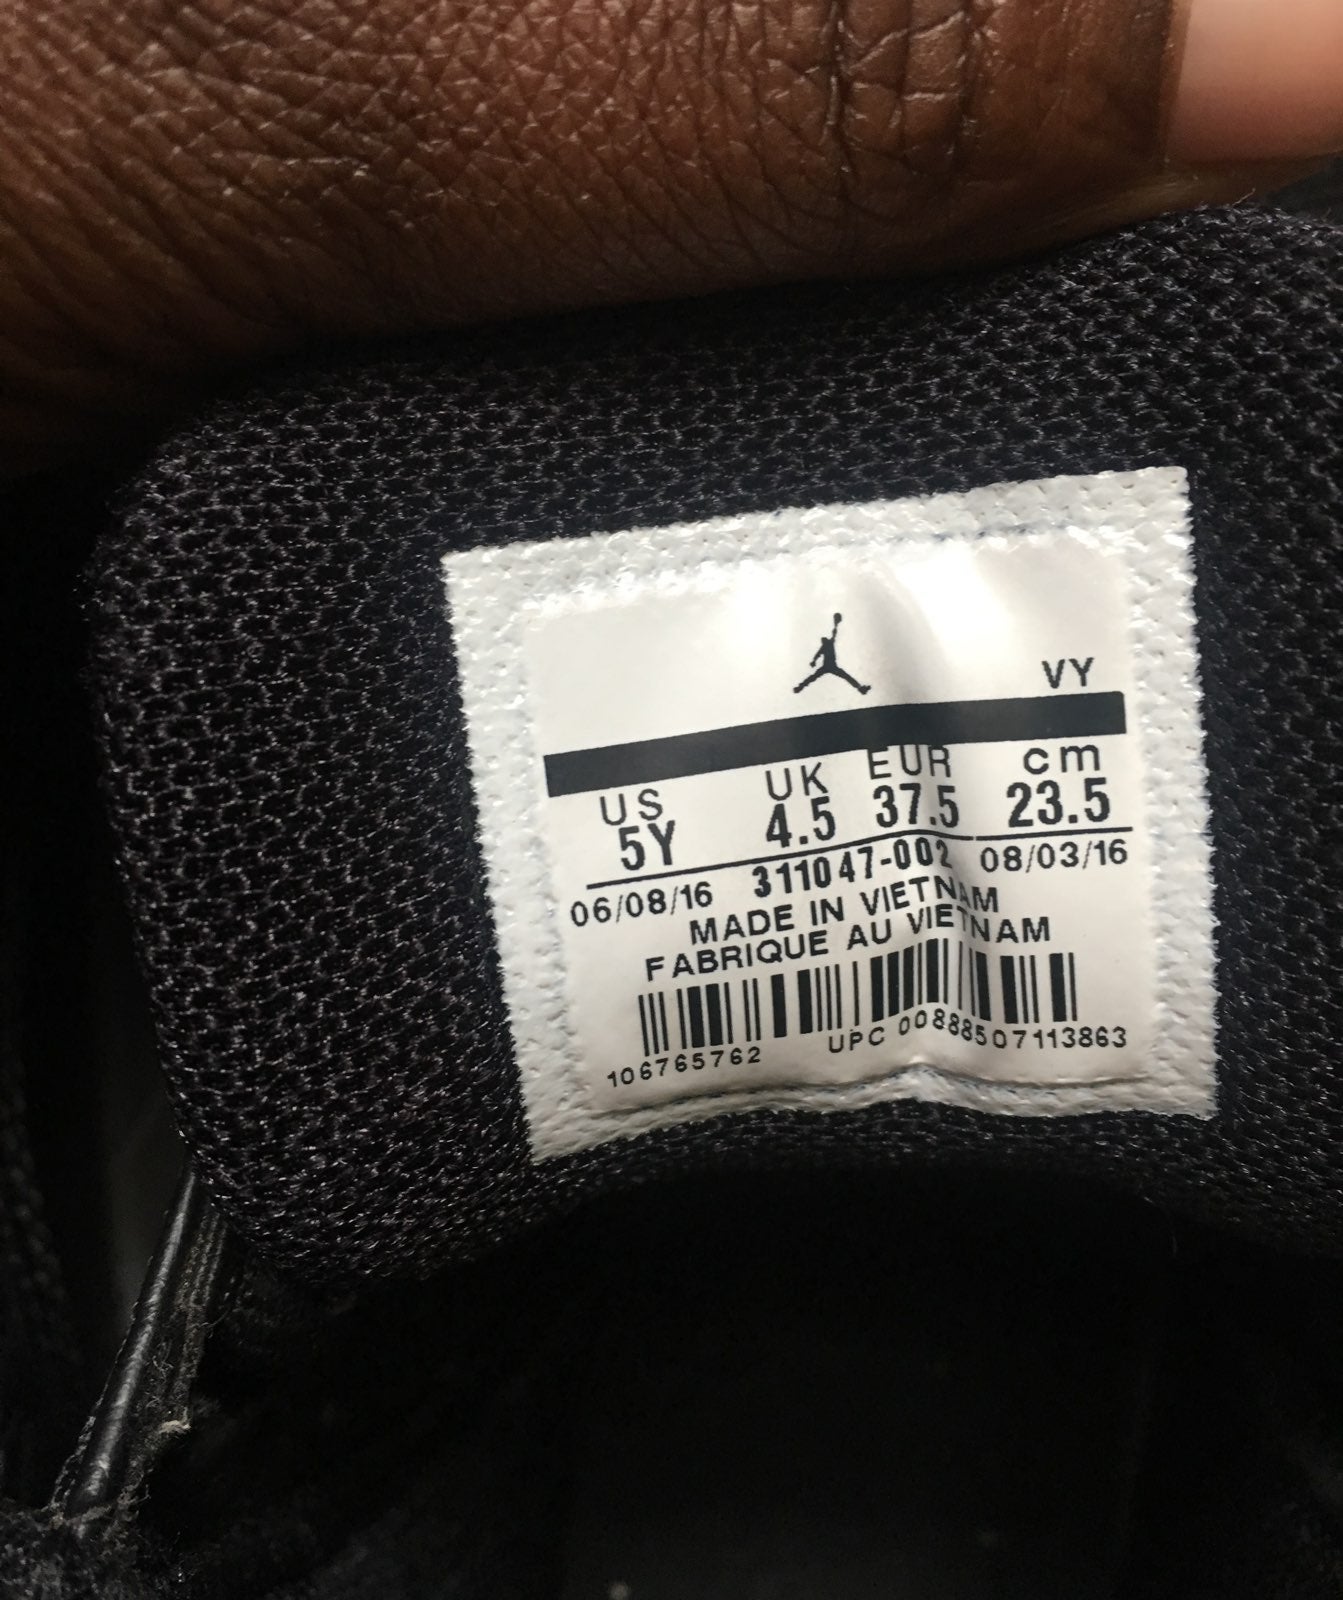 VY
US UK EUR cm
5Y 4.5 37.5 23.5
06/08/16 311047-002 08/03/16
MADE IN VIETNAM
FABRIQUE AU VIETNAM
106765762 UPC 00888507113863